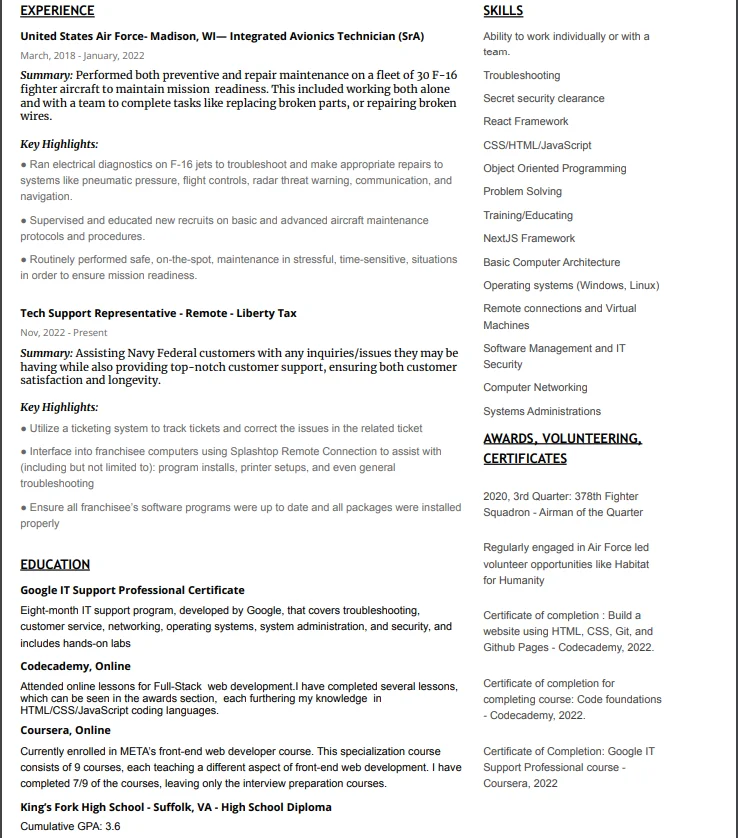 EXPERIENCE
United States Air Force- Madison, WI— Integrated Avionics Technician (SrA)
March, 2018 - January, 2022
Summary: Performed both preventive and repair maintenance on a fleet of 30 F-16
fighter aircraft to maintain mission readiness. This included working both alone
and with a team to complete tasks like replacing broken parts, or repairing broken
wires.
Key Highlights:
● Ran electrical diagnostics on F-16 jets to troubleshoot and make appropriate repairs to
systems like pneumatic pressure, flight controls, radar threat warning, communication, and
navigation.
● Supervised and educated new recruits on basic and advanced aircraft maintenance
protocols and procedures.
● Routinely performed safe, on-the-spot, maintenance in stressful, time-sensitive, situations
in order to ensure mission readiness.
Tech Support Representative - Remote - Liberty Tax
Nov, 2022 - Present
Summary: Assisting Navy Federal customers with any inquiries/issues they may be
having while also providing top-notch customer support, ensuring both customer
satisfaction and longevity.
Key Highlights:
● Utilize a ticketing system to track tickets and correct the issues in the related ticket
● Interface into franchisee computers using Splashtop Remote Connection to assist with
(including but not limited to): program installs, printer setups, and even general
troubleshooting
● Ensure all franchisee's software programs were up to date and all packages were installed
properly
EDUCATION
Google IT Support Professional Certificate
Eight-month IT support program, developed by Google, that covers troubleshooting,
customer service, networking, operating systems, system administration, and security, and
includes hands-on labs
Codecademy, Online
Attended online lessons for Full-Stack web development.I have completed several lessons,
which can be seen in the awards section, each furthering my knowledge in
HTML/CSS/JavaScript coding languages.
Coursera, Online
Currently enrolled in META's front-end web developer course. This specialization course
consists of 9 courses, each teaching a different aspect of front-end web development. I have
completed 7/9 of the courses, leaving only the interview preparation courses.
King's Fork High School - Suffolk, VA - High School Diploma
Cumulative GPA: 3.6
SKILLS
Ability to work individually or with a
team.
Troubleshooting
Secret security clearance
React Framework
CSS/HTML/JavaScript
Object Oriented Programming
Problem Solving
Training/Educating
NextJS Framework
Basic Computer Architecture
Operating systems (Windows, Linux)
Remote connections and Virtual
Machines
Software Management and IT
Security
Computer Networking
Systems Administrations
AWARDS, VOLUNTEERING,
CERTIFICATES
2020, 3rd Quarter: 378th Fighter
Squadron - Airman of the Quarter
Regularly engaged in Air Force led
volunteer opportunities like Habitat
for Humanity
Certificate of completion : Build a
website using HTML, CSS, Git, and
Github Pages - Codecademy, 2022.
Certificate of completion for
completing course: Code foundations
- Codecademy, 2022.
Certificate of Completion: Google IT
Support Professional course -
Coursera, 2022